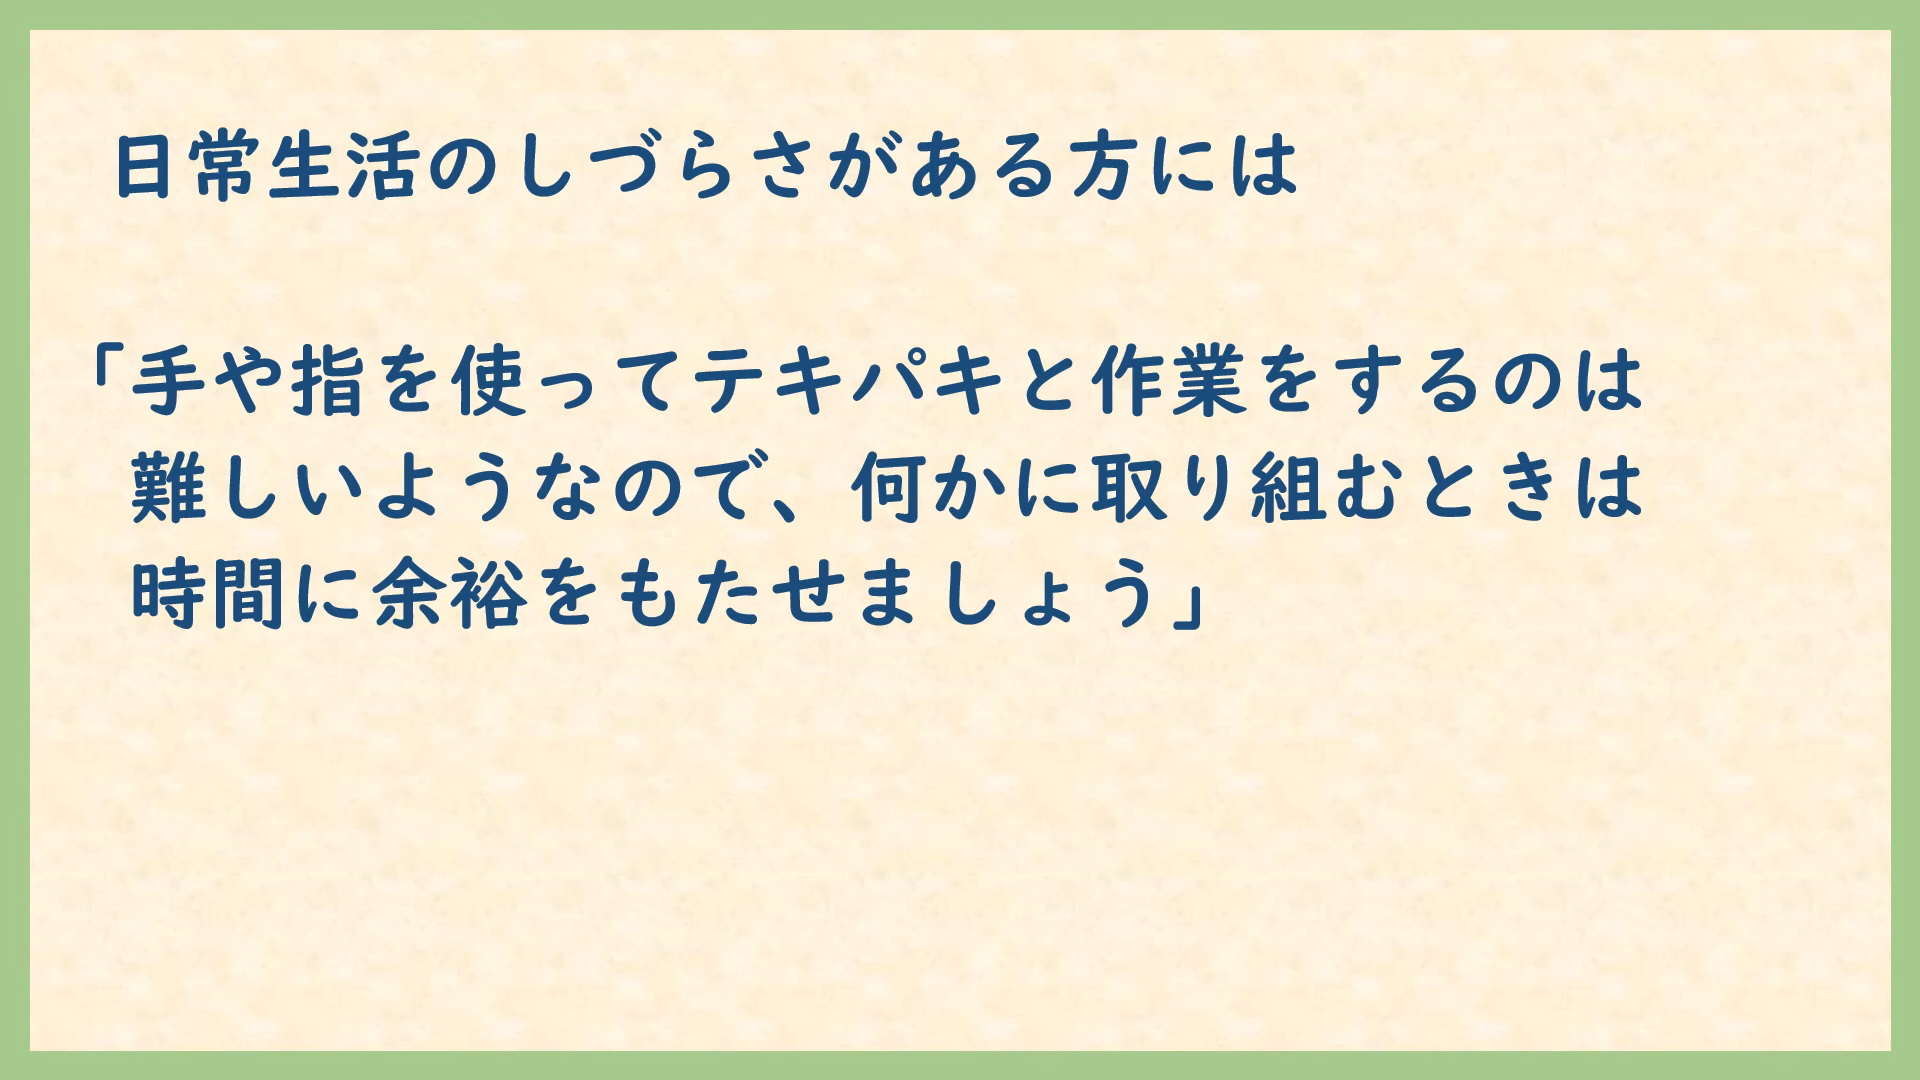 日常生活のしづらさがある方には
「手や指を使ってテキパキと作業をするのは
難しいようなので、何かに取り組むときは
時間に余裕をもたせましょう」